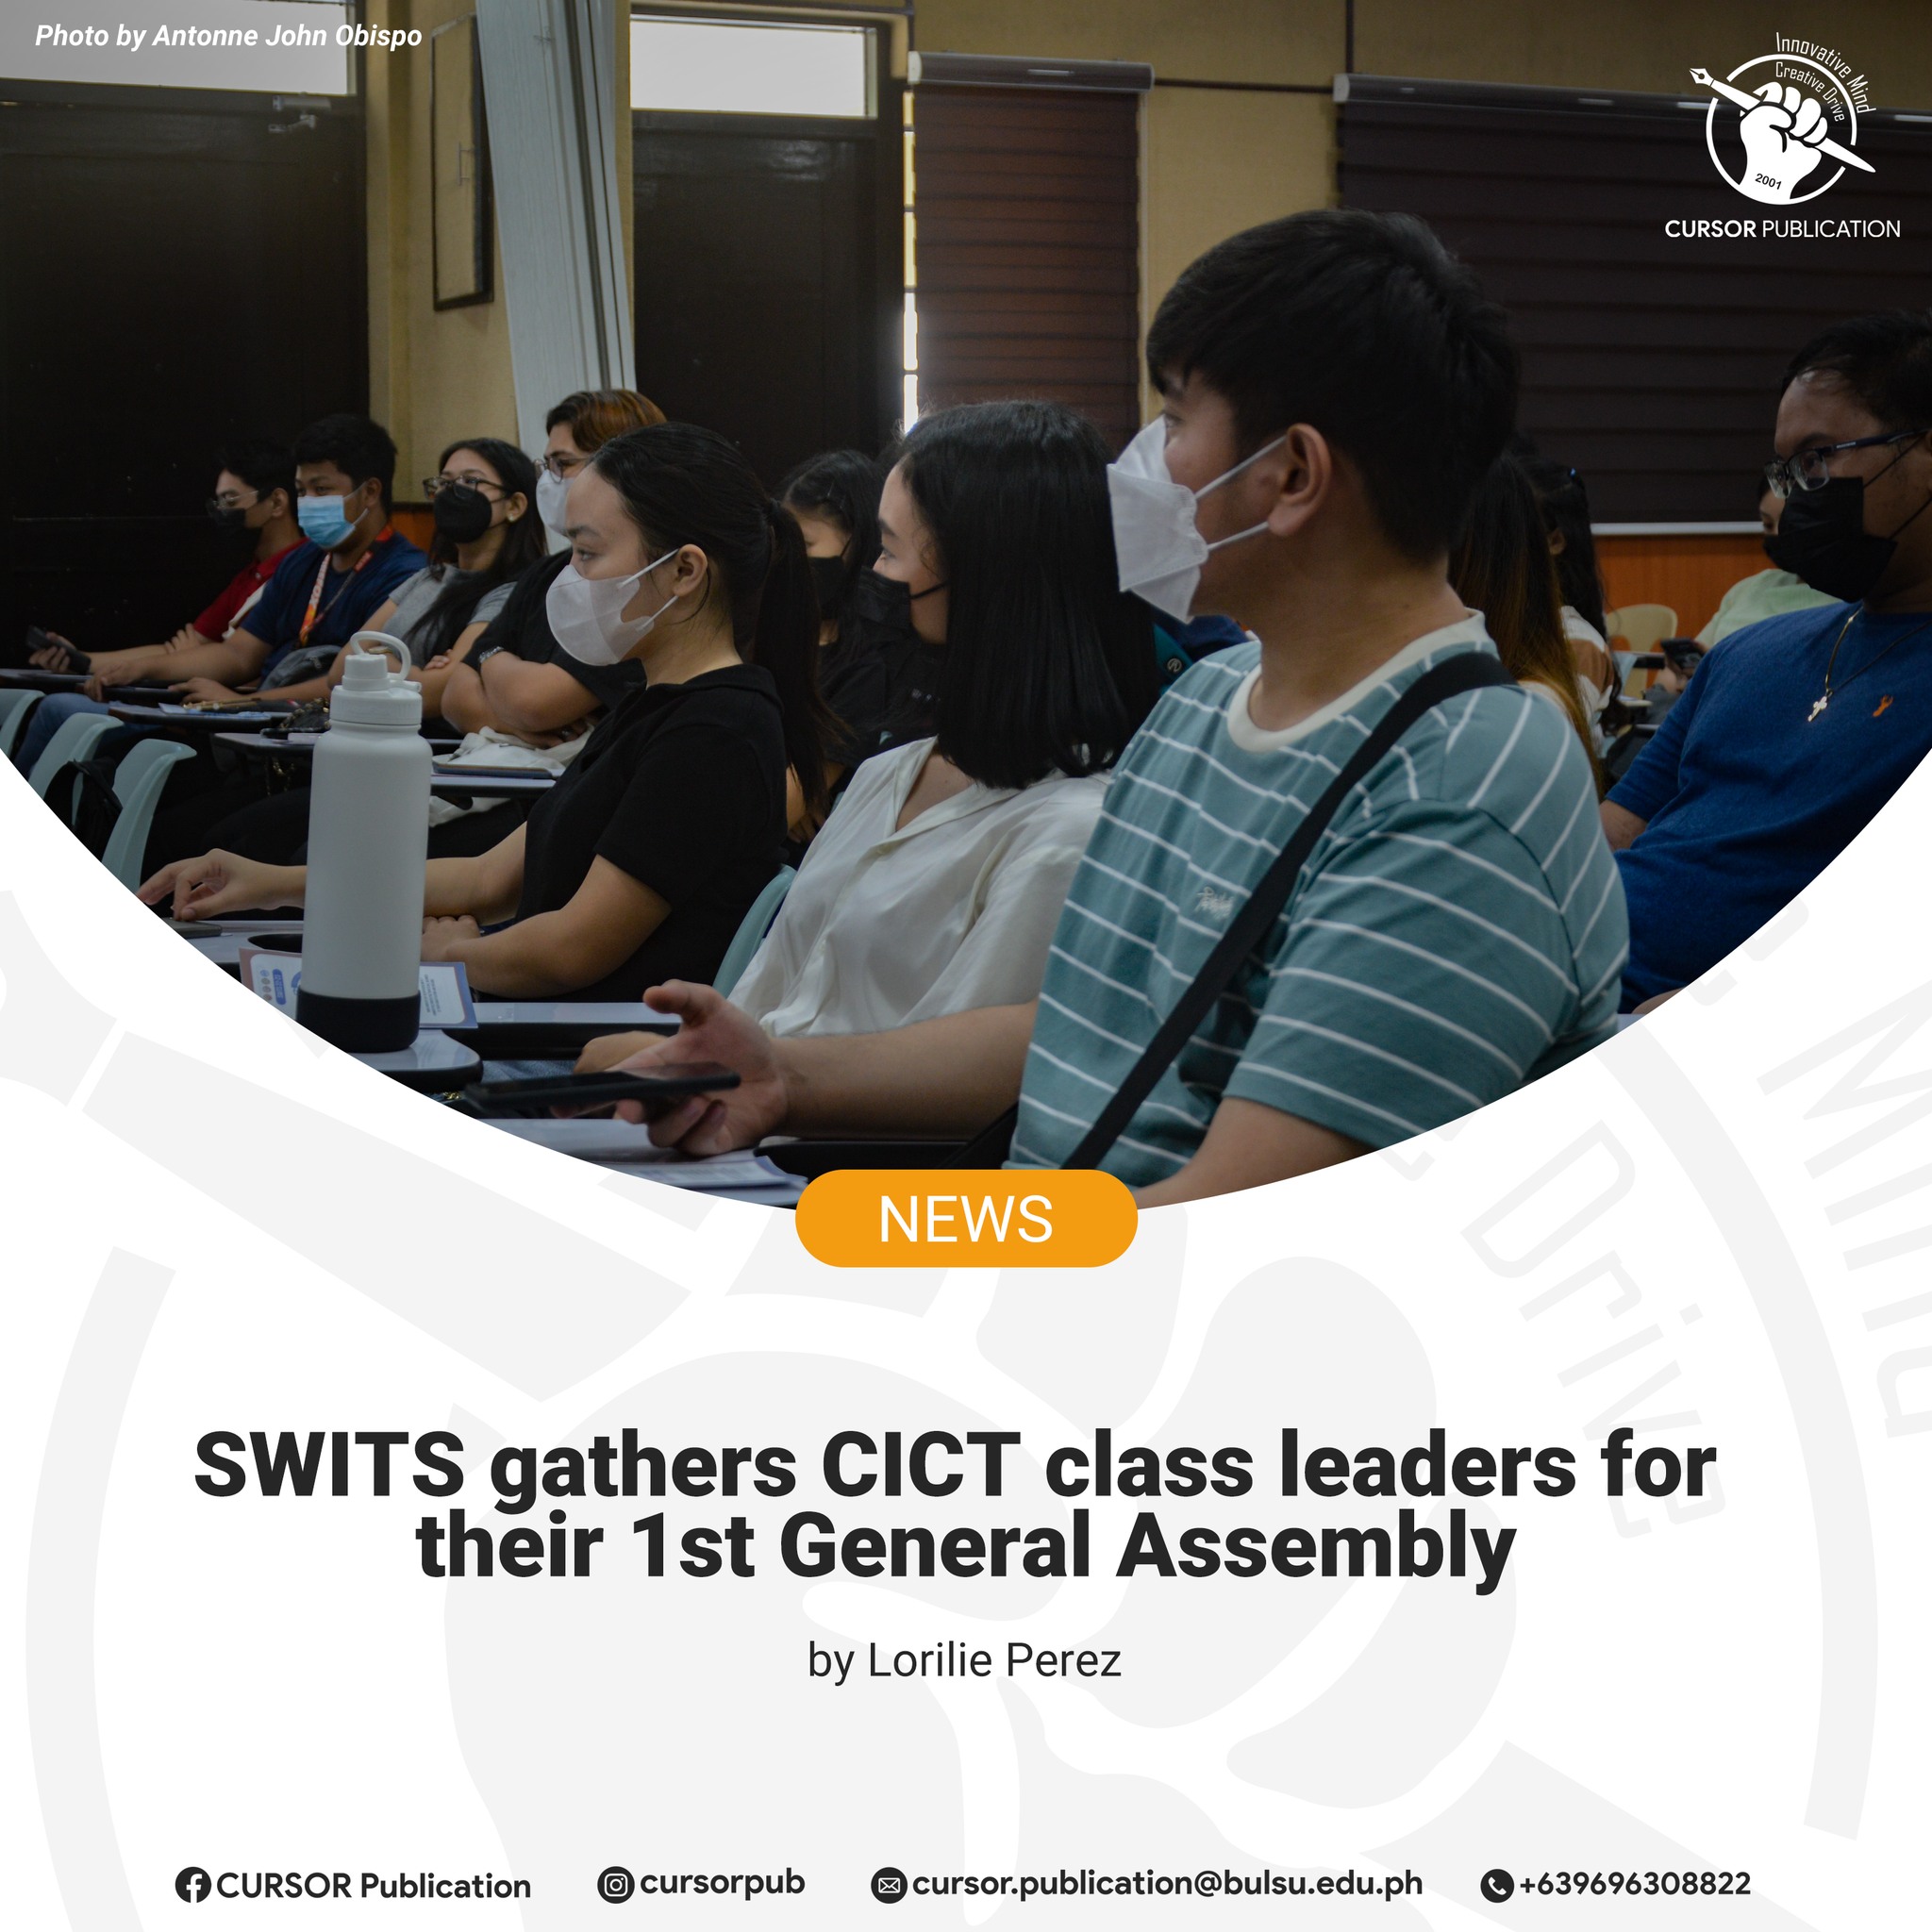 Photo by Antonne John Obispo
Innovative Mind
Creative Drive
2001
CURSOR PUBLICATION
NEWS
SWITS gathers CICT class leaders for
their 1st General Assembly
by Lorilie Perez
CURSOR Publication
cursorpub
cursor.publication@bulsu.edu.ph
+639696308822